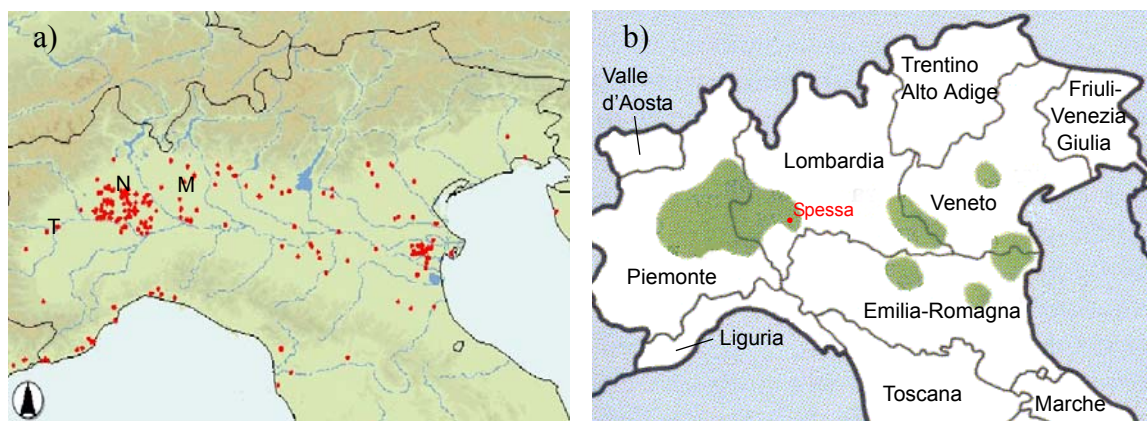 a)
N
M
T
b)
Valle
d'Aosta
Trentino
Alto Adige
Friuli-
Venezia
Giulia
Lombardia
Veneto
Spessa
Piemonte
Emilia-Romagna
Liguria
Toscana
Marche